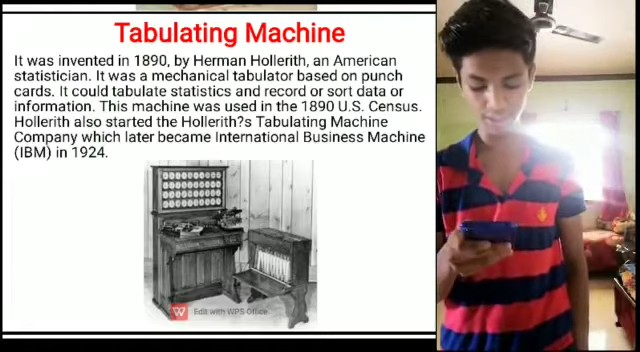 Tabulating Machine
It was invented in 1890, by Herman Hollerith, an American
statistician. It was a mechanical tabulator based on punch
cards. It could tabulate statistics and record or sort data or
information. This machine was used in the 1890 U.S. Census.
Hollerith also started the Hollerith?s Tabulating Machine
Company which later became International Business Machine
(IBM) in 1924.
W Edit with WPS Office